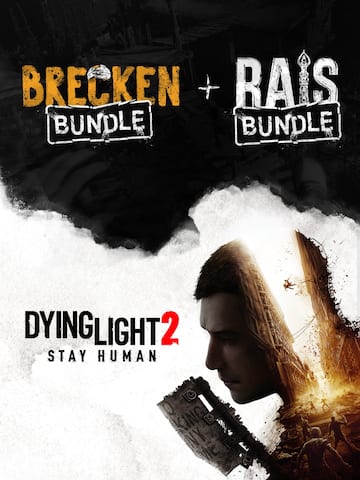 BRECKEN + RAIS
BUNDLE BUNDLE
DYING LIGHT 2
STAY HUMAN